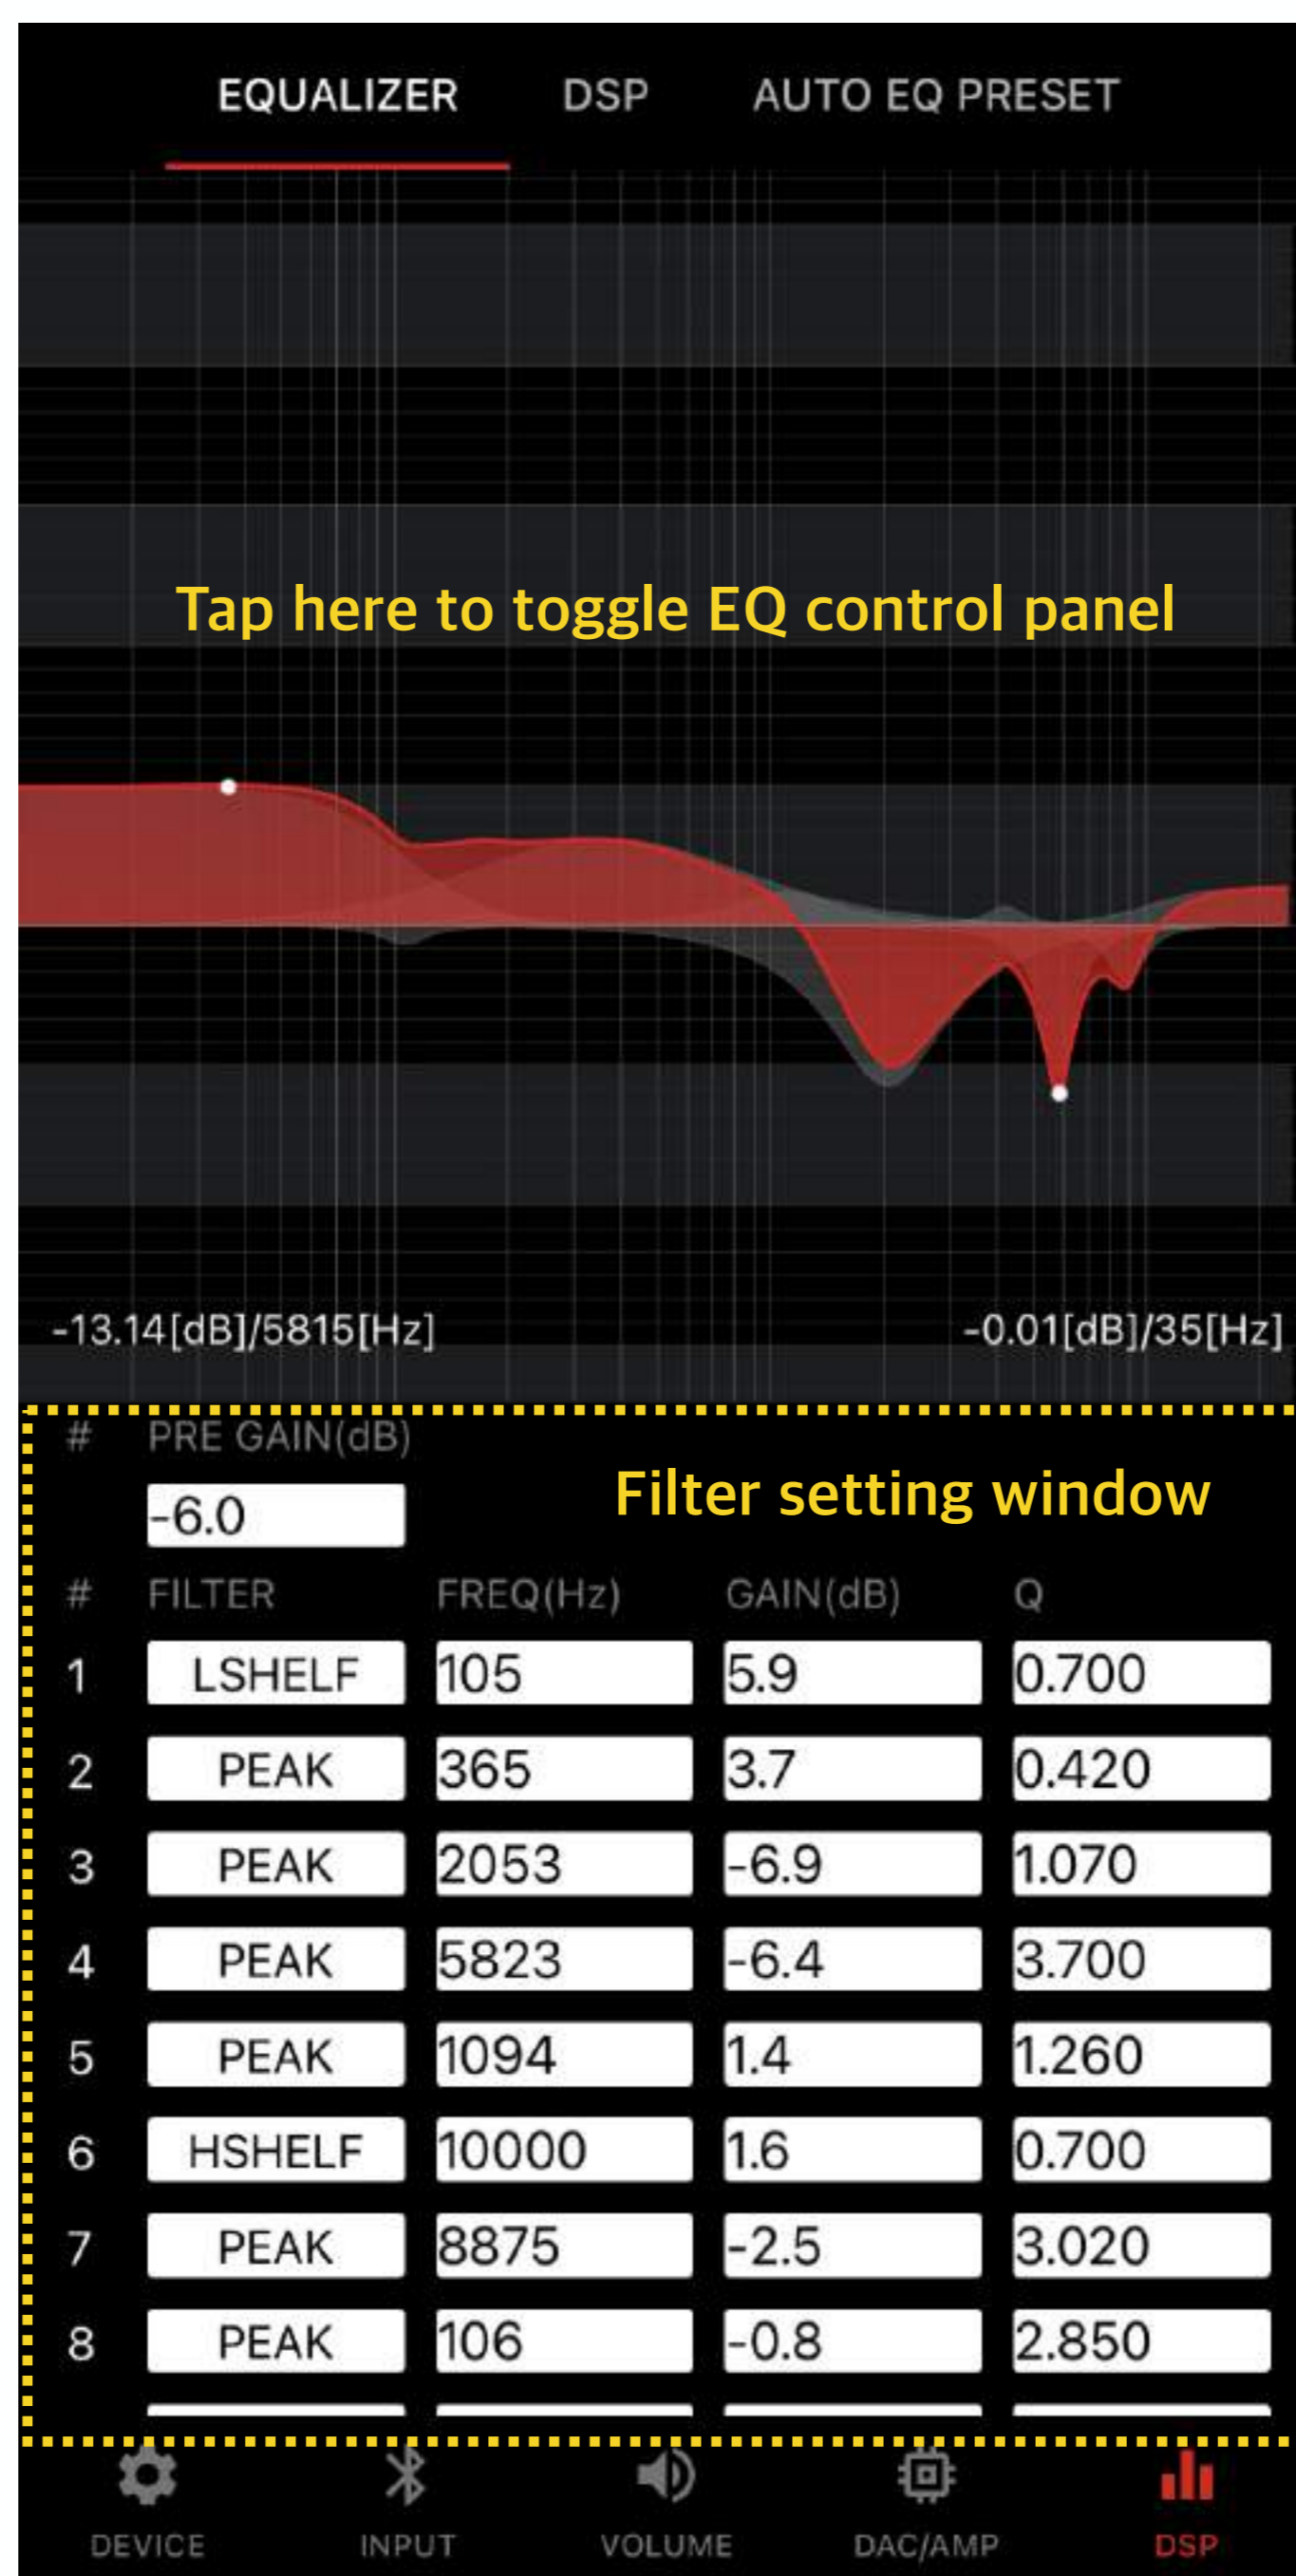 EQUALIZER DSP AUTO EQ PRESET
Tap here to toggle EQ control panel
-13.14[dB]/5815[Hz] -0.01[dB]/35[Hz]
# PRE GAIN(dB)
Filter setting window
-6.0
# FILTER FREQ(Hz) GAIN(dB) Q
1 LSHELF 105 5.9 0.700
2 PEAK 365 3.7 0.420
3 PEAK 2053 -6.9 1.070
4 PEAK 5823 -6.4 3.700
5 PEAK 1094 1.4 1.260
6 HSHELF 10000 1.6 0.700
7 PEAK 8875 -2.5 3.020
8 PEAK 106 -0.8 2.850
DEVICE INPUT VOLUME DAC/AMP DSP